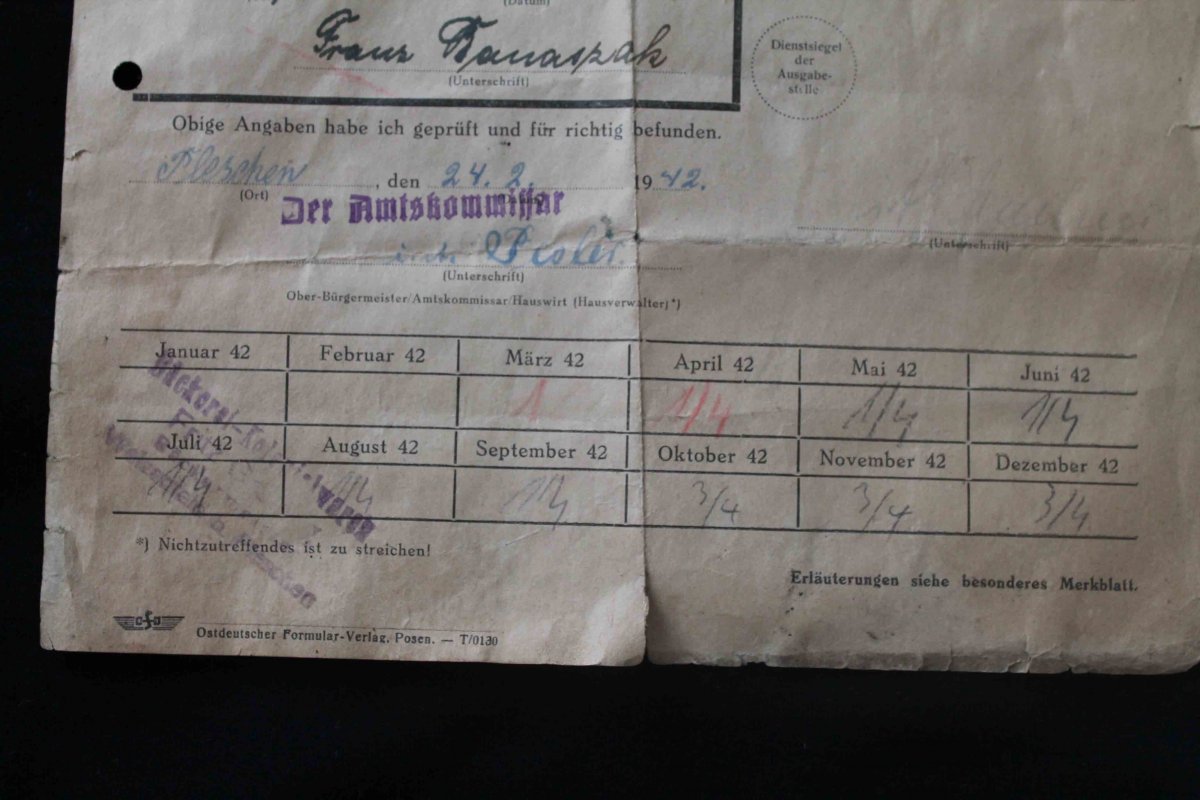 (Datum)
Franz Banaszak
(Unterschrift)
Dienstsiegel
der
Ausgabe-
stelle
Obige Angaben habe ich geprüft und für richtig befunden.
Pleschen, den 24. 2. 1942.
(Ort)
Der Amtskommissar
(Unterschrift)
(Unterschrift)
Ober-Bürgermeister/Amtskommissar/Hauswirt (Hausverwalter)*)
Januar 42 Februar 42 März 42 April 42 Mai 42 Juni 42
1 1/4 1/4 1/4
Juli 42 August 42 September 42 Oktober 42 November 42 Dezember 42
1/4 1/4 1/4 3/4 3/4 3/4
*) Nichtzutreffendes ist zu streichen!
Erläuterungen siehe besonderes Merkblatt.
Ostdeutscher Formular-Verlag, Posen. — T/0130